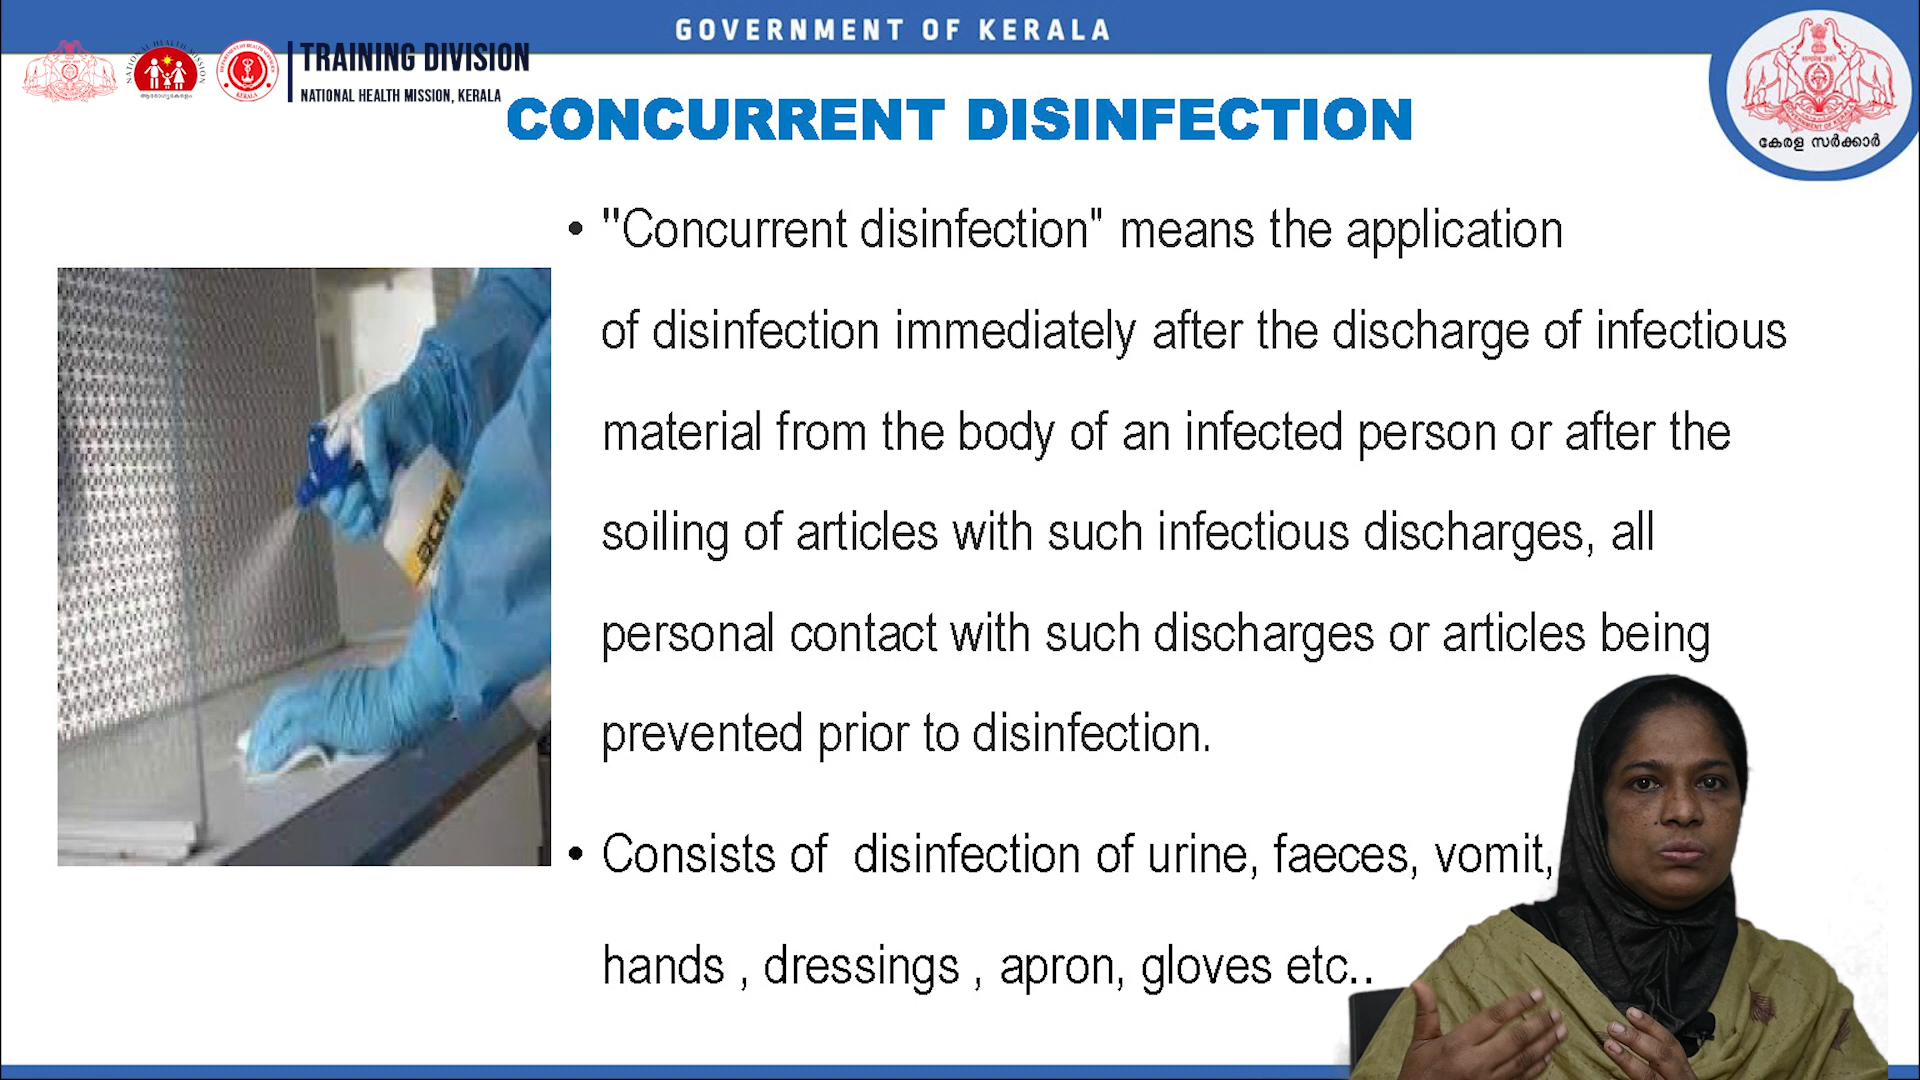 GOVERNMENT OF KERALA
TRAINING DIVISION
NATIONAL HEALTH MISSION, KERALA
കേരള സർക്കാർ
CONCURRENT DISINFECTION
• "Concurrent disinfection" means the application
of disinfection immediately after the discharge of infectious
material from the body of an infected person or after the
soiling of articles with such infectious discharges, all
personal contact with such discharges or articles being
prevented prior to disinfection.
• Consists of disinfection of urine, faeces, vomit,
hands , dressings , apron, gloves etc..